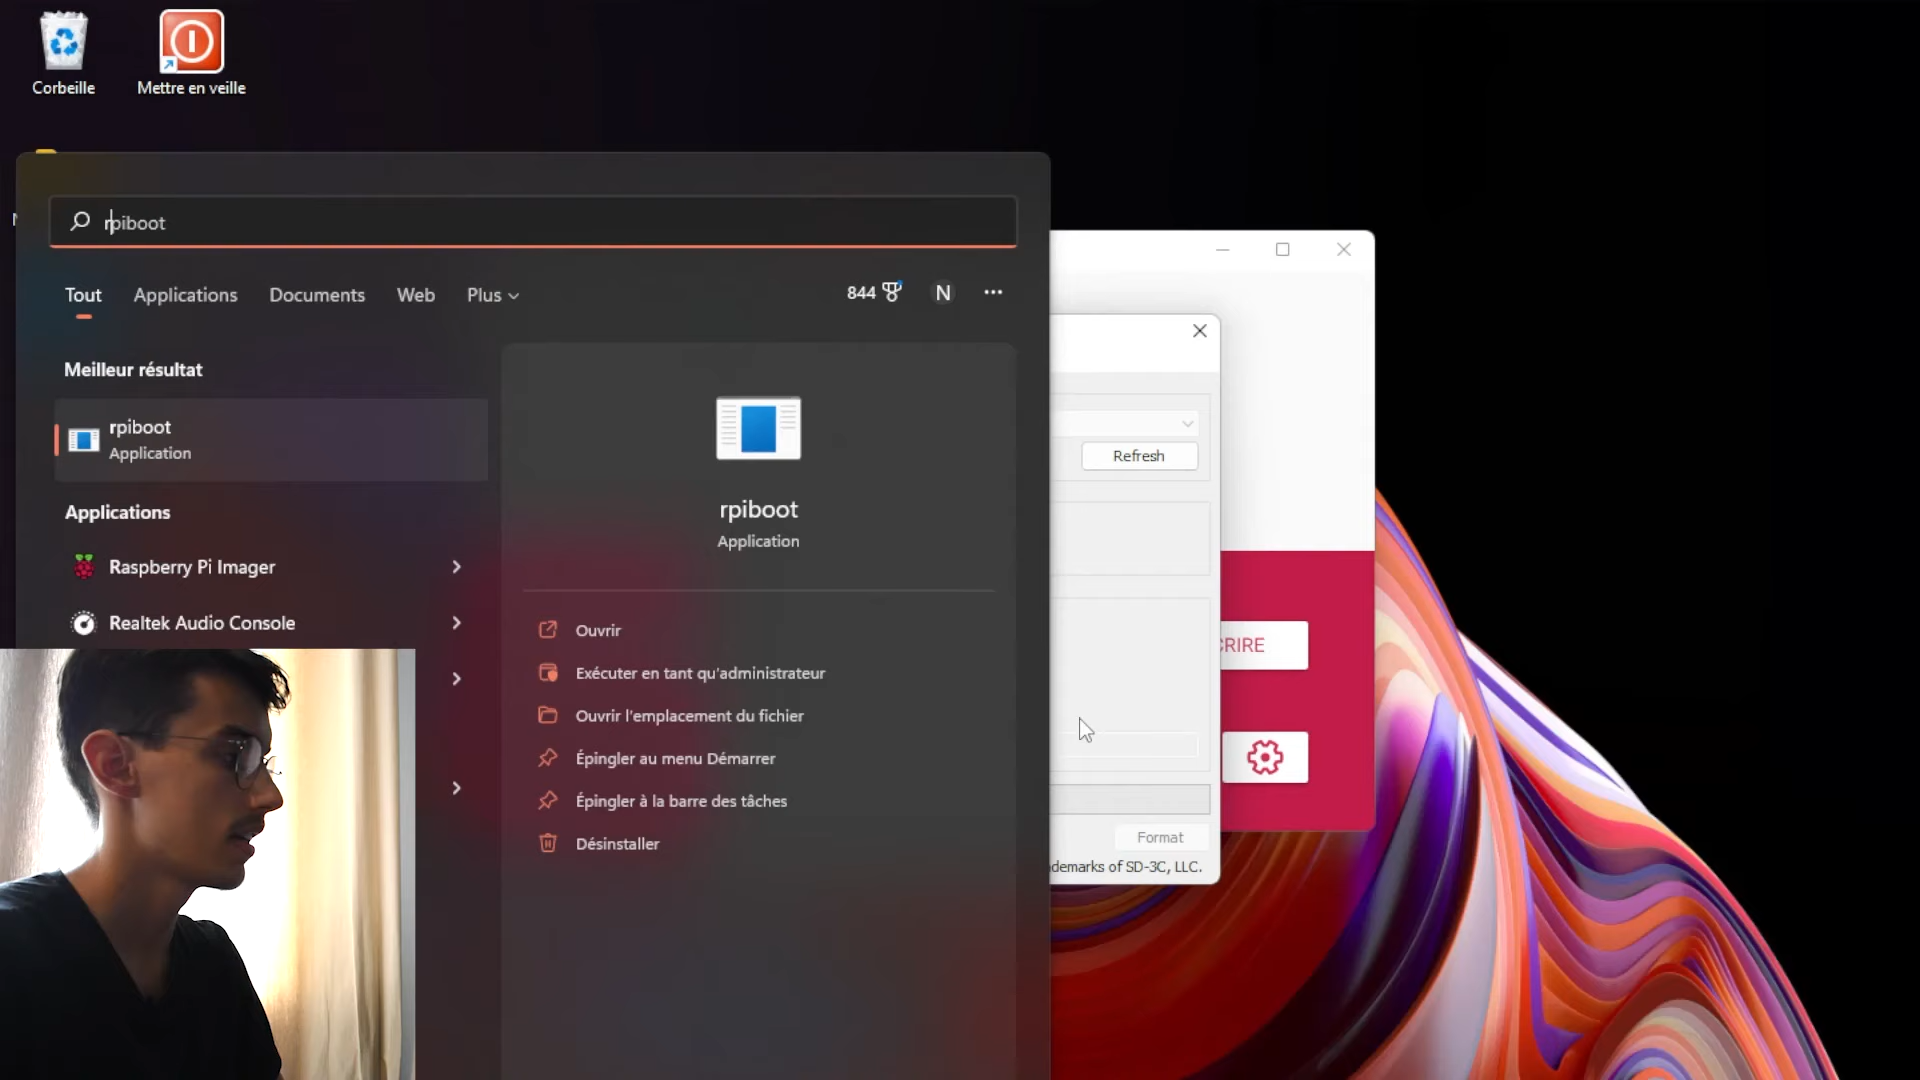 Corbeille
Mettre en veille
rpiboot
Tout
Applications
Documents
Web
Plus
844
N
Meilleur résultat
rpiboot
Application
Applications
Raspberry Pi Imager
Realtek Audio Console
rpiboot
Application
Ouvrir
Exécuter en tant qu'administrateur
Ouvrir l'emplacement du fichier
Épingler au menu Démarrer
Épingler à la barre des tâches
Désinstaller
Refresh
CRIRE
Format
demarks of SD-3C, LLC.